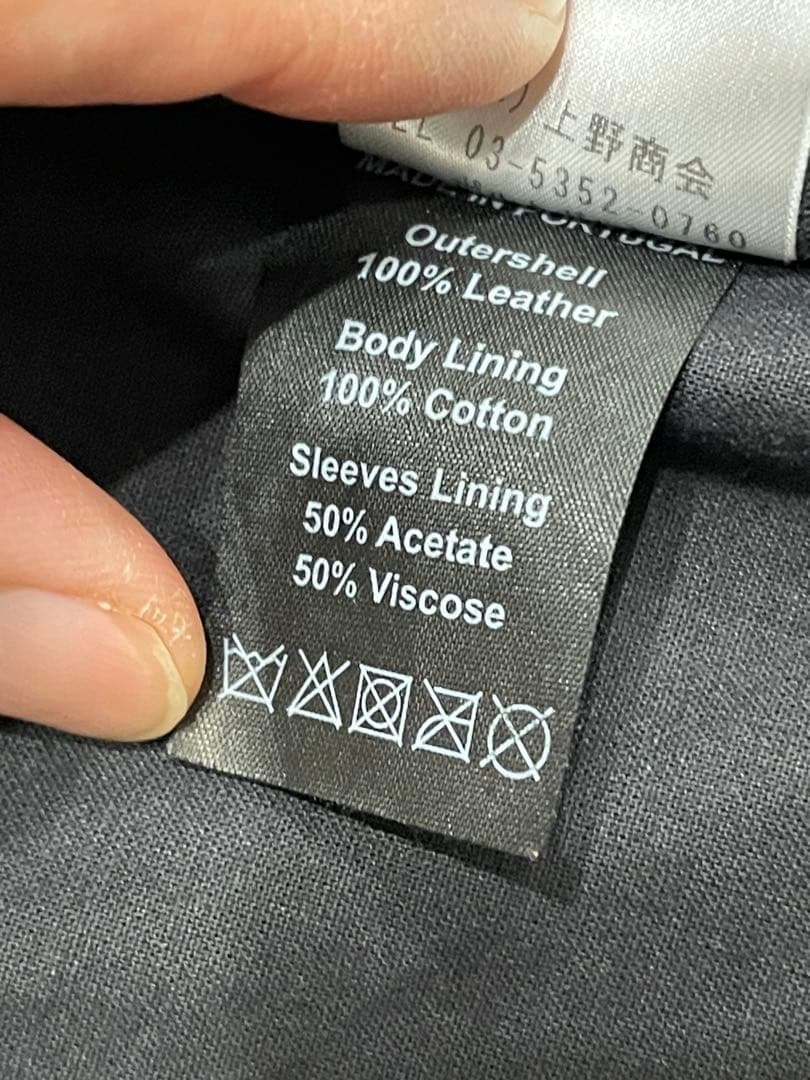 上野商会
TEL 03-5352-0760
MADE IN PORTUGAL
Outershell
100% Leather
Body Lining
100% Cotton
Sleeves Lining
50% Acetate
50% Viscose